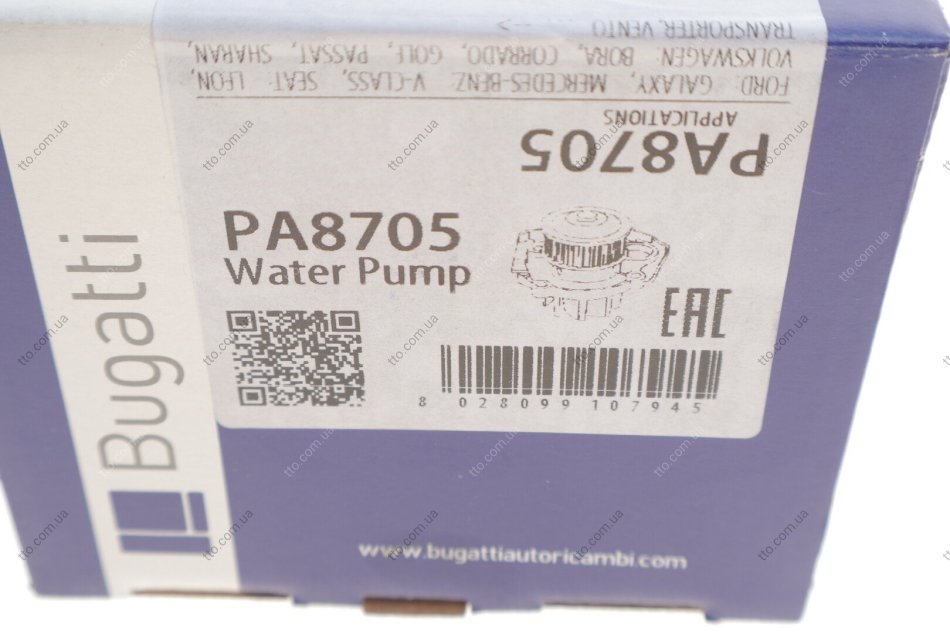 PA8705
APPLICATIONS
FORD: GALAXY, MERCEDES-BENZ: V-CLASS, SEAT: LEON,
VOLKSWAGEN: BORA, CORRADO, GOLF, PASSAT, SHARAN,
TRANSPORTER, VENTO
PA8705
Water Pump
EAC
8 028099 107945
Bugatti
www.bugattiautoricambi.com
tto.com.ua